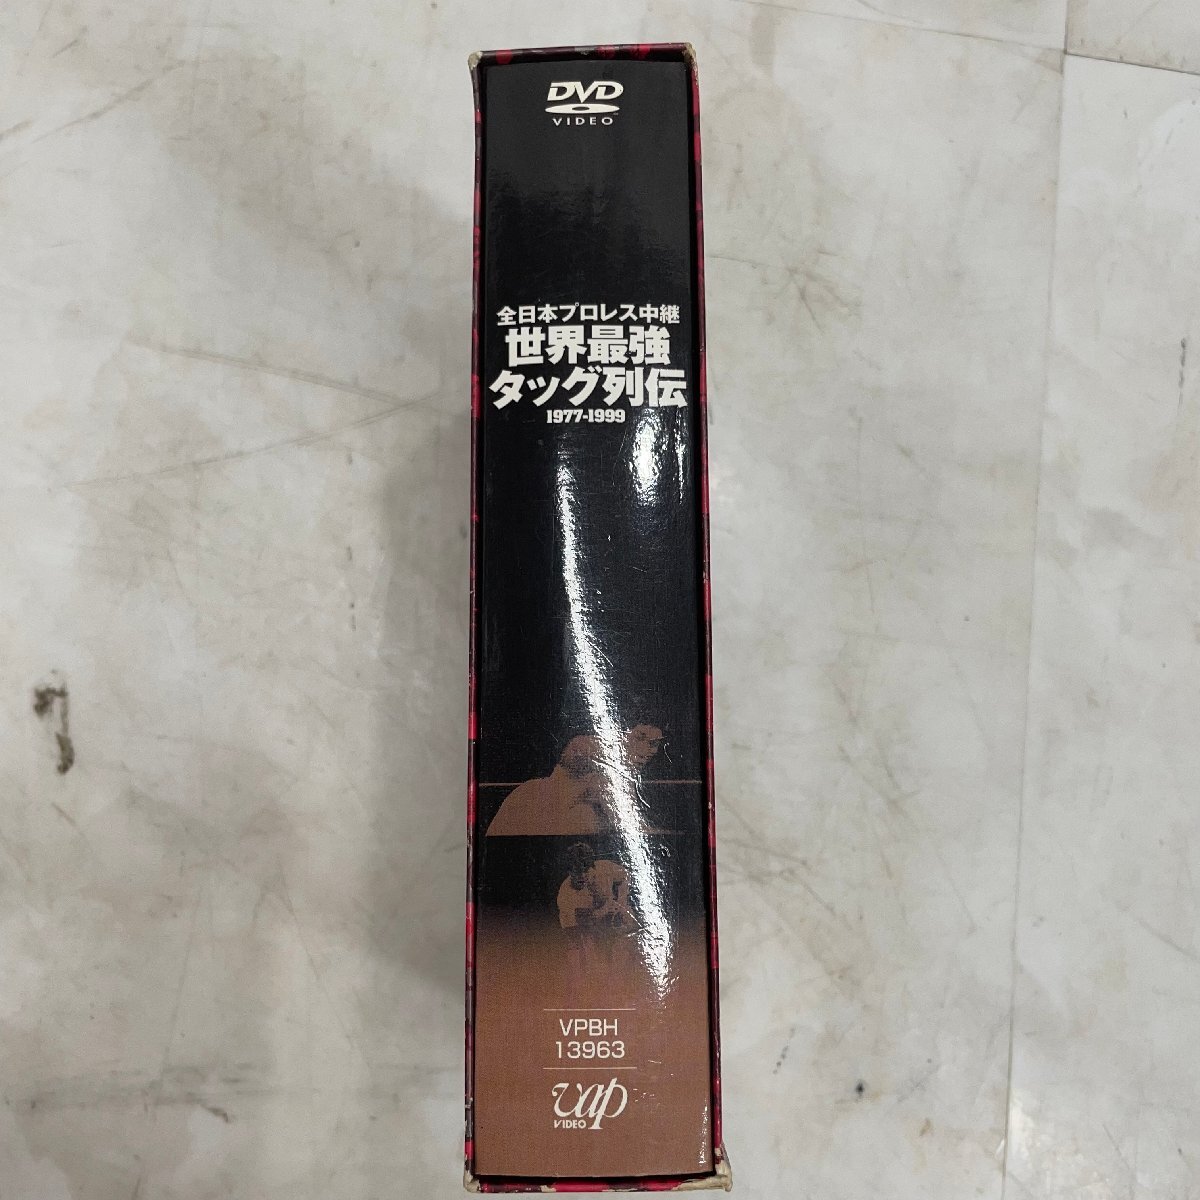 DVD
VIDEO
全日本プロレス中継
世界最強
タッグ列伝
1977-1999
VPBH
13963
vap
VIDEO